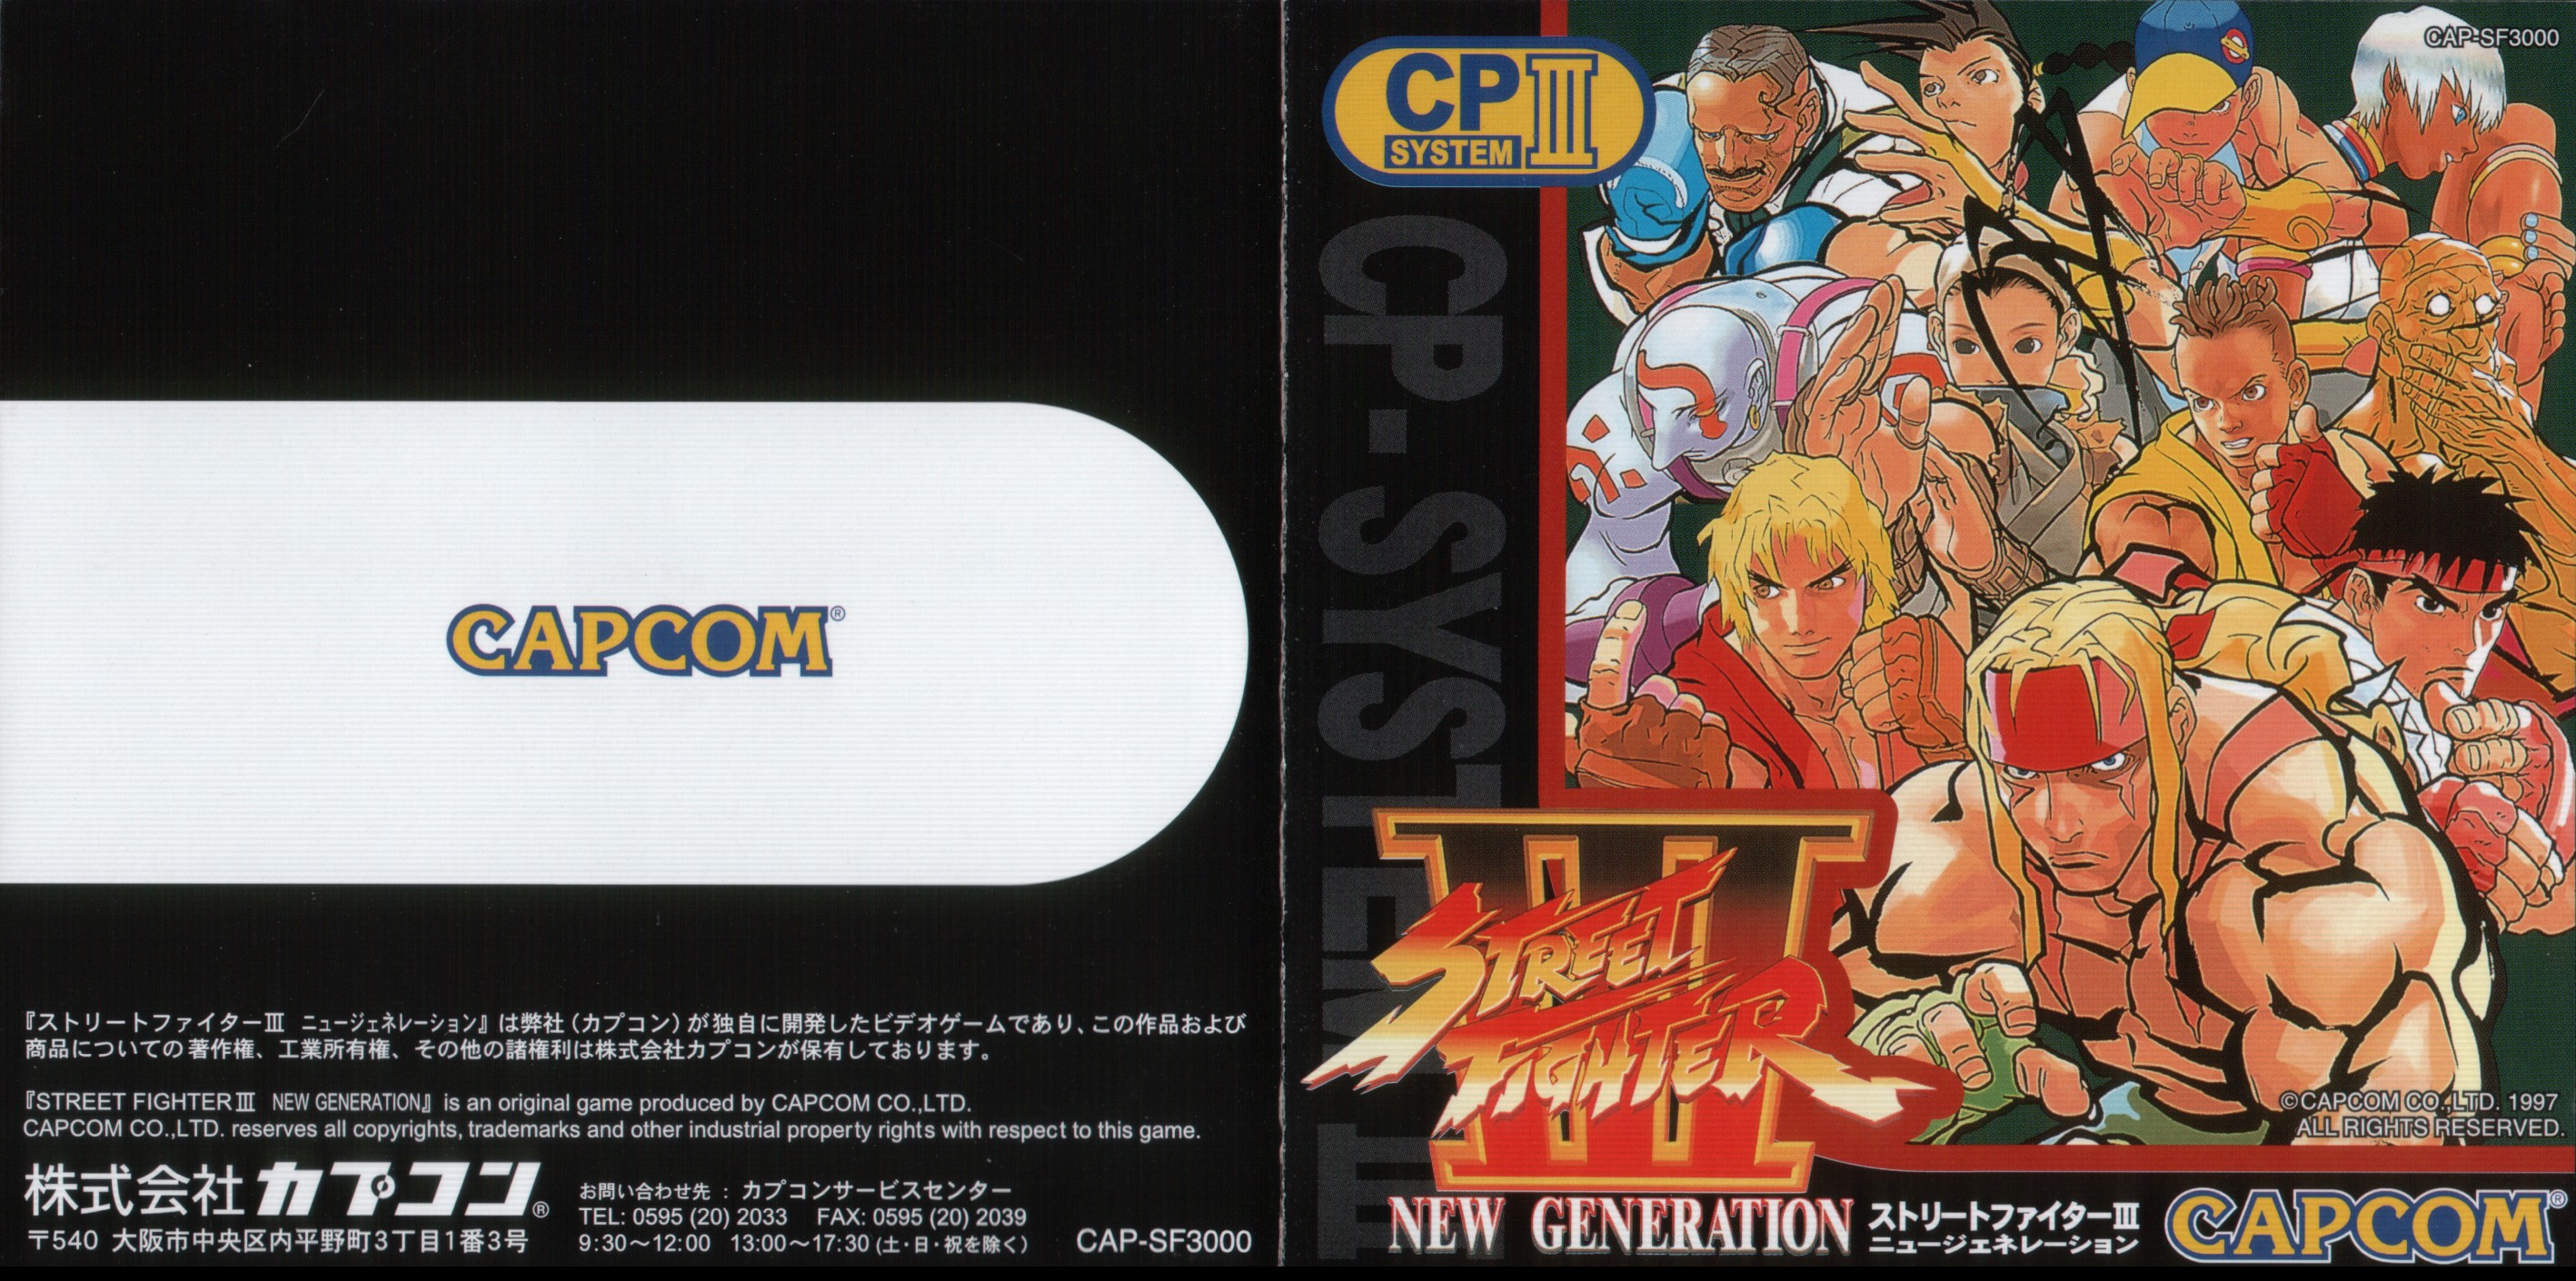 CAPCOM®
『ストリートファイターⅢ ニュージェネレーション』は弊社(カプコン)が独自に開発したビデオゲームであり、この作品および
商品についての著作権、工業所有権、その他の諸権利は株式会社カプコンが保有しております。
『STREET FIGHTERⅢ NEW GENERATION』 is an original game produced by CAPCOM CO.,LTD.
CAPCOM CO.,LTD. reserves all copyrights, trademarks and other industrial property rights with respect to this game.
株式会社カプコン®
〒540 大阪市中央区内平野町3丁目1番3号
お問い合わせ先：カプコンサービスセンター
TEL: 0595 (20) 2033 FAX: 0595 (20) 2039
9:30〜12:00 13:00〜17:30 (土・日・祝を除く)
CAP-SF3000
CP SYSTEM III
CAP-SF3000
CP-SYSTEM III
STREET FIGHTER III
NEW GENERATION
ストリートファイターⅢ
ニュージェネレーション
©CAPCOM CO.,LTD. 1997
ALL RIGHTS RESERVED.
CAPCOM®